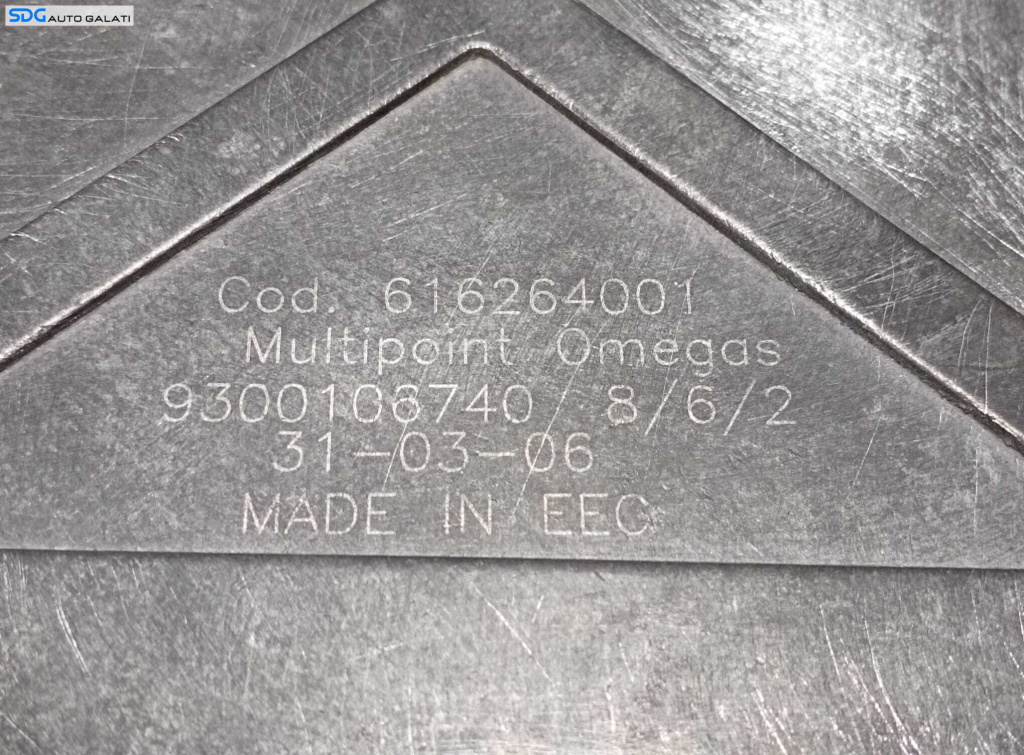 SDG AUTO GALATI
Cod. 616264001
Multipoint Omegas
9300108740 8/6/2
31-03-06
MADE IN EEC